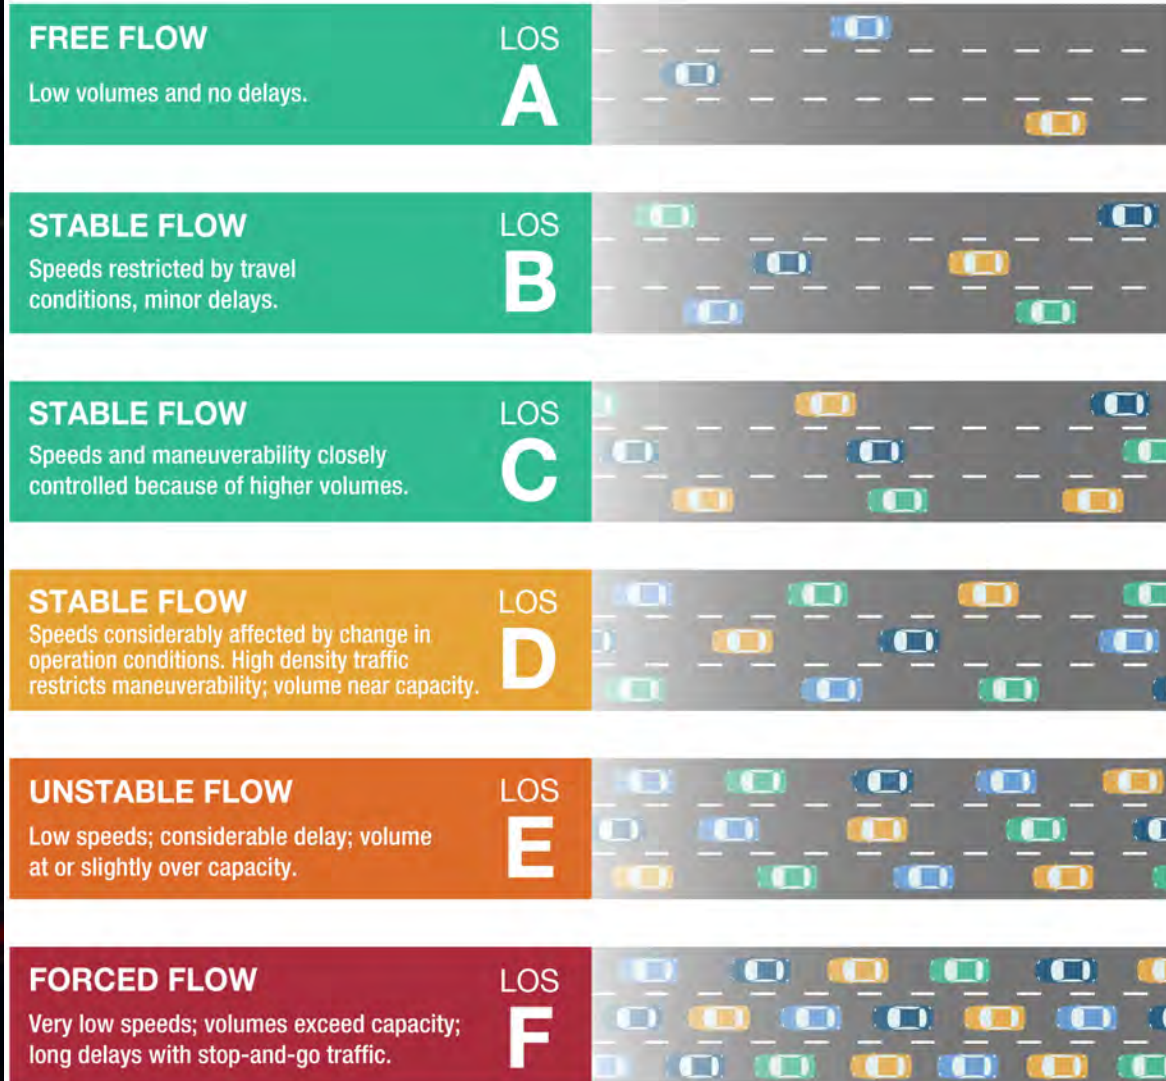 FREE FLOW
LOS
Low volumes and no delays.
A
STABLE FLOW
LOS
Speeds restricted by travel
conditions, minor delays.
B
STABLE FLOW
LOS
Speeds and maneuverability closely
controlled because of higher volumes.
C
STABLE FLOW
LOS
Speeds considerably affected by change in
operation conditions. High density traffic
restricts maneuverability; volume near capacity.
D
UNSTABLE FLOW
LOS
Low speeds; considerable delay; volume
at or slightly over capacity.
E
FORCED FLOW
LOS
Very low speeds; volumes exceed capacity;
long delays with stop-and-go traffic.
F